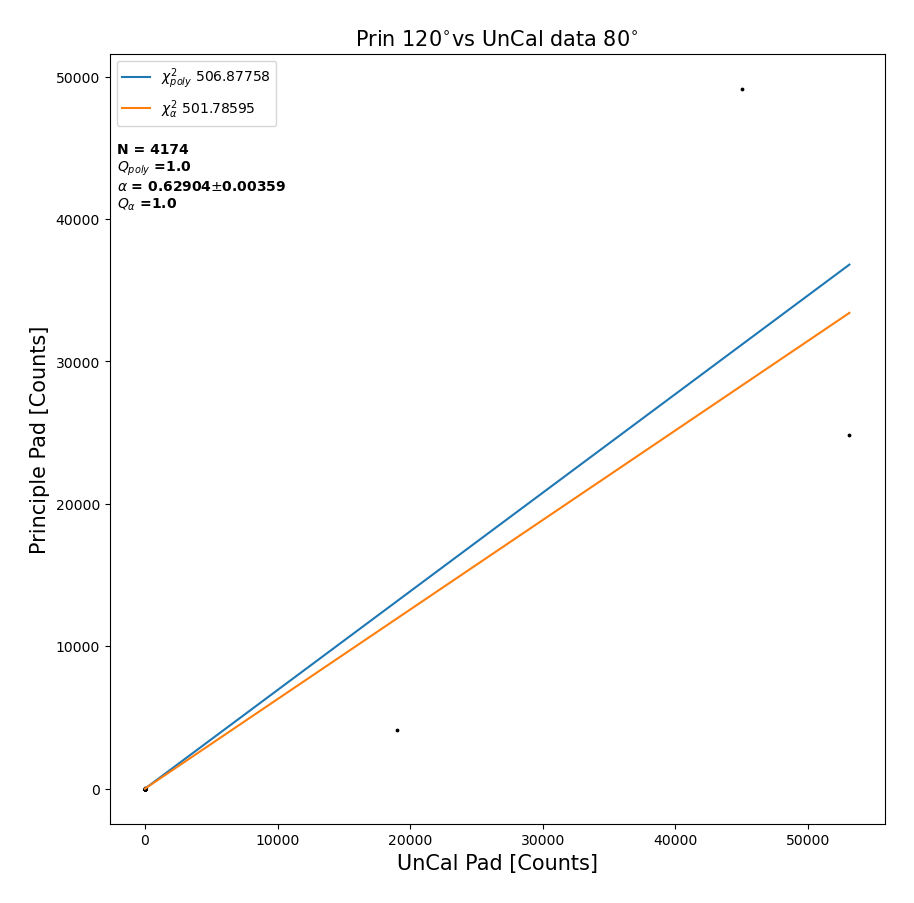 Prin 120°vs UnCal data 80°
χ²poly 506.87758
χ²α 501.78595
N = 4174
Qpoly =1.0
α = 0.62904±0.00359
Qα =1.0
50000
40000
30000
20000
10000
0
Principle Pad [Counts]
0 10000 20000 30000 40000 50000
UnCal Pad [Counts]